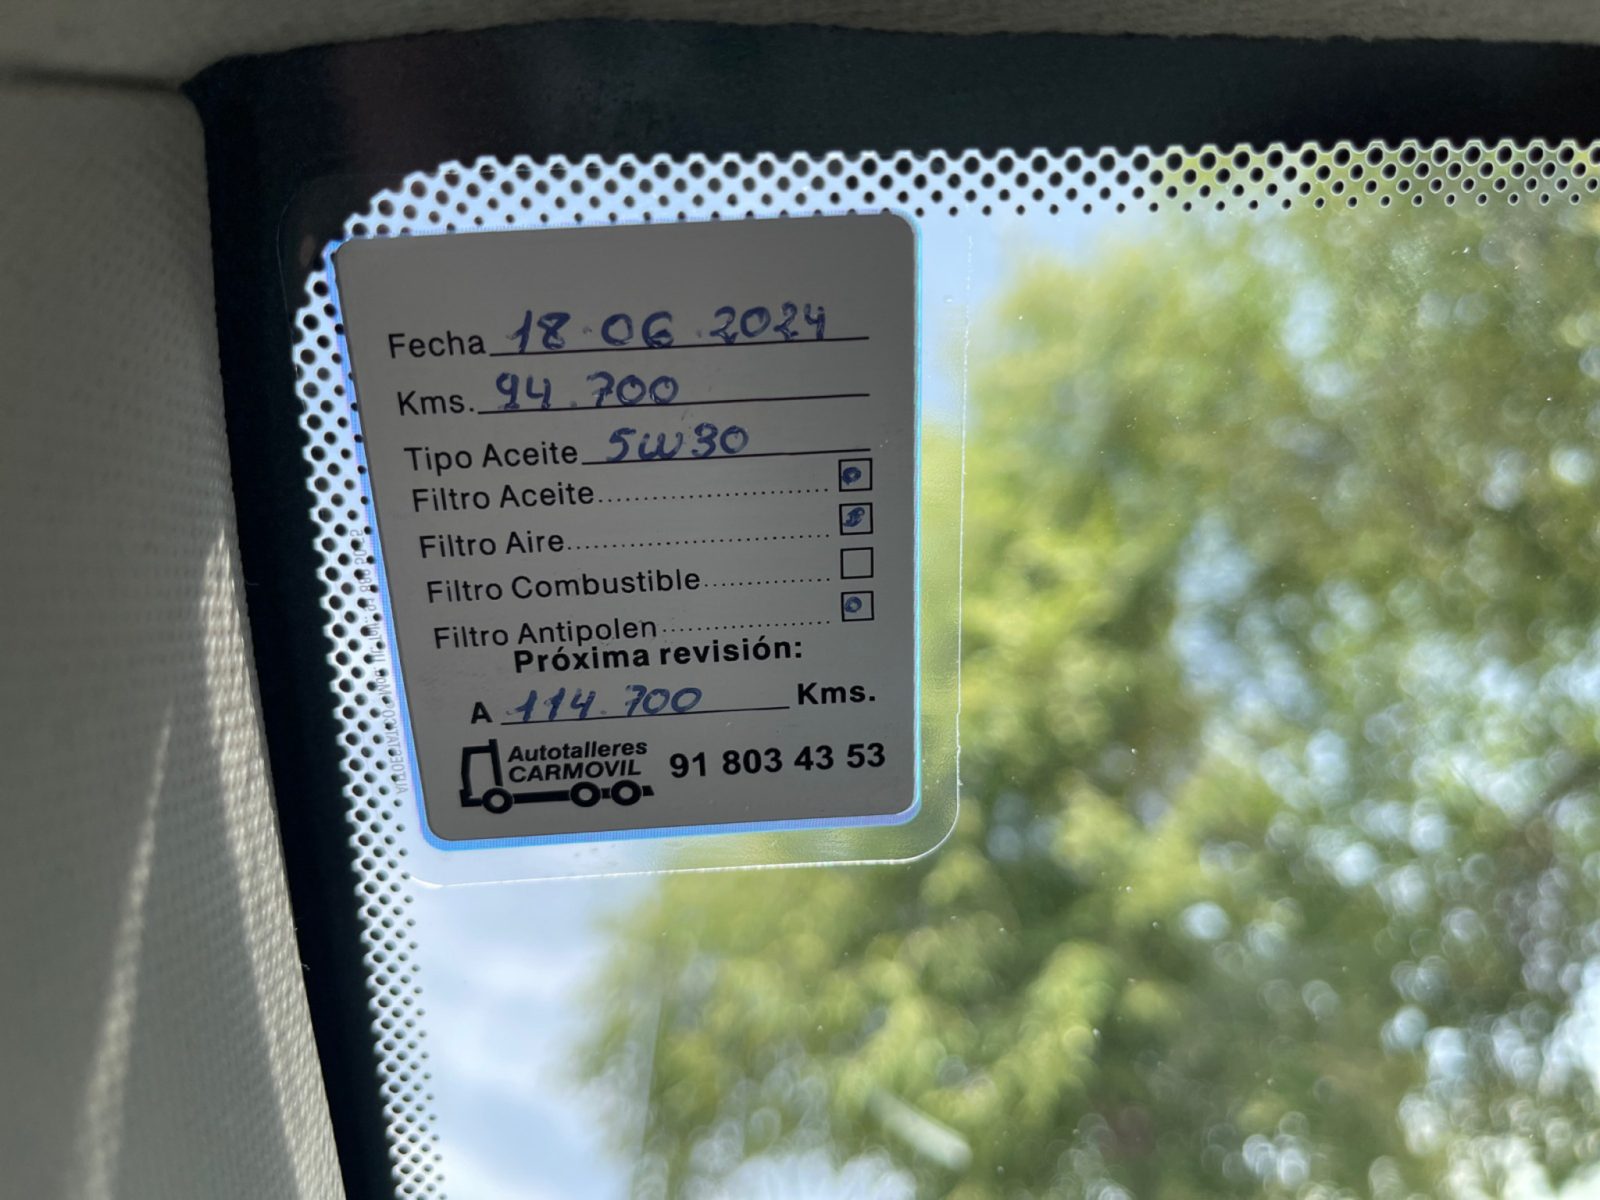 Fecha 18.06.2024
Kms. 94.700
Tipo Aceite 5W30
Filtro Aceite
Filtro Aire
Filtro Combustible
Filtro Antipolen
Próxima revisión:
A 114.700 Kms.
Autotalleres
CARMOVIL
91 803 43 53